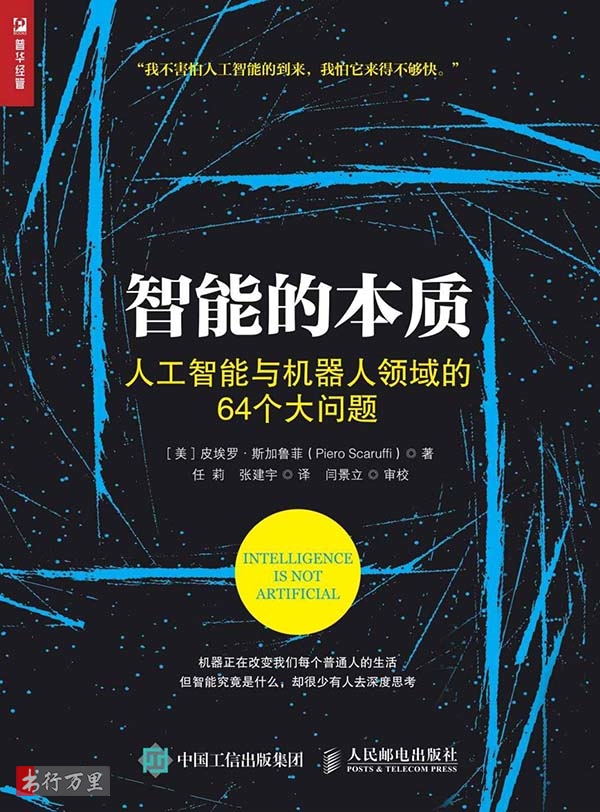 普华经管
“我不害怕人工智能的到来，我怕它来得不够快。”
智能的本质
人工智能与机器人领域的
64个大问题
［美］皮埃罗·斯加鲁菲（Piero Scaruffi）◎ 著
任 莉 张建宇 ◎ 译 闫景立 ◎ 审校
INTELLIGENCE
IS NOT
ARTIFICIAL
机器正在改变我们每个普通人的生活
但智能究竟是什么，却很少有人去深度思考
中国工信出版集团
人民邮电出版社
POSTS & TELECOM PRESS
书行万里